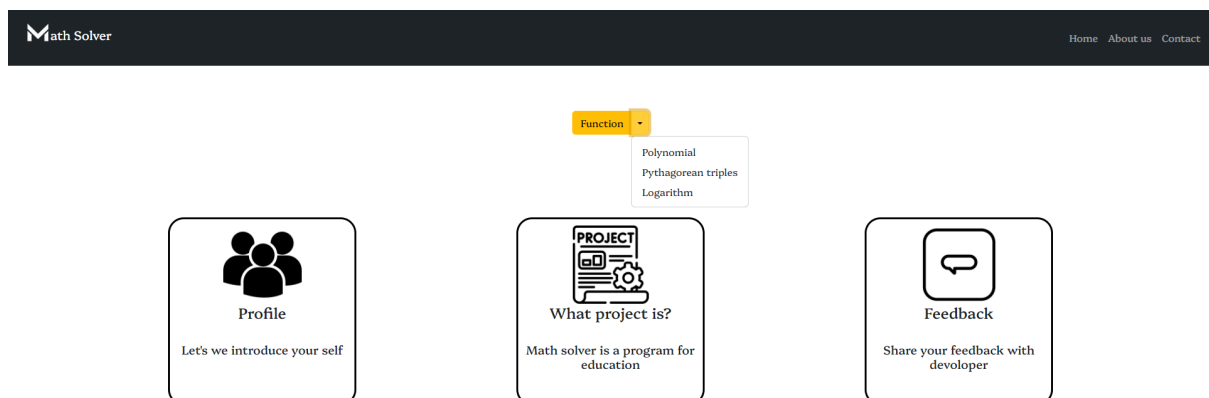 Math Solver
Home About us Contact
Function
Polynomial
Pythagorean triples
Logarithm
PROJECT
Profile
What project is?
Feedback
Let's we introduce your self
Math solver is a program for
education
Share your feedback with
devoloper